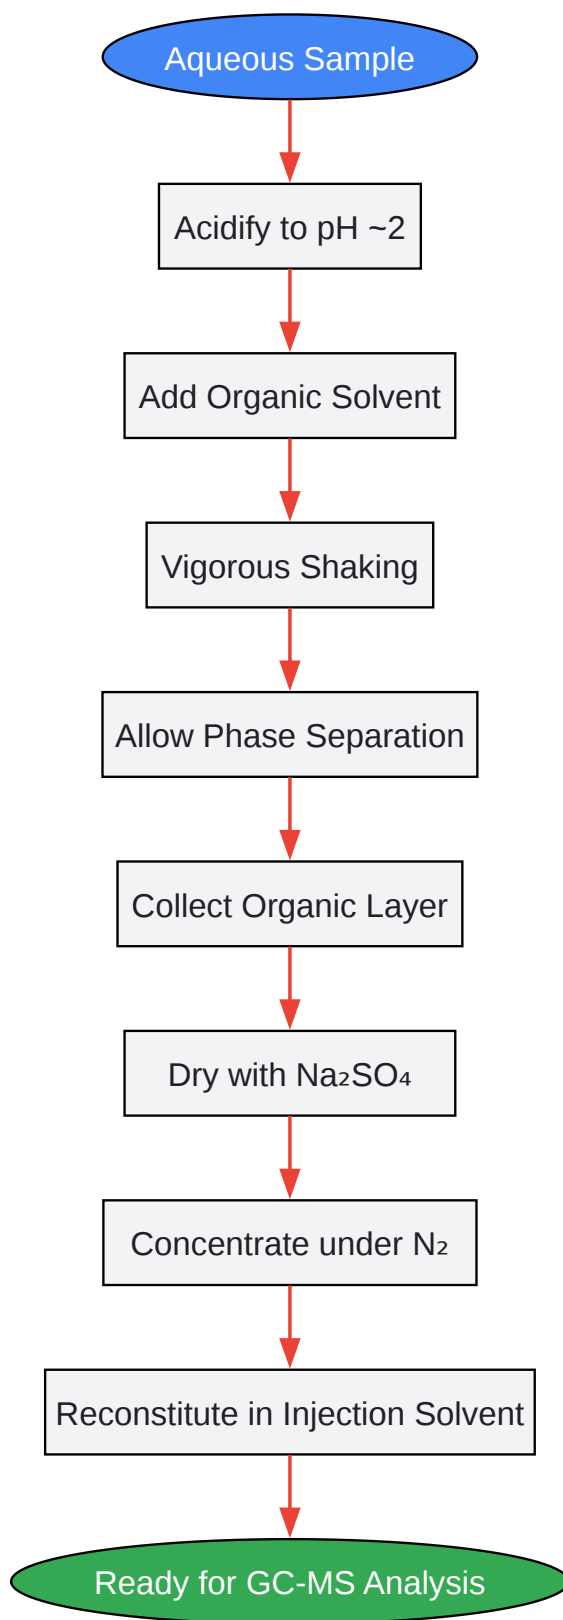 Aqueous Sample
Acidify to pH ~2
Add Organic Solvent
Vigorous Shaking
Allow Phase Separation
Collect Organic Layer
Dry with Na₂SO₄
Concentrate under N₂
Reconstitute in Injection Solvent
Ready for GC-MS Analysis